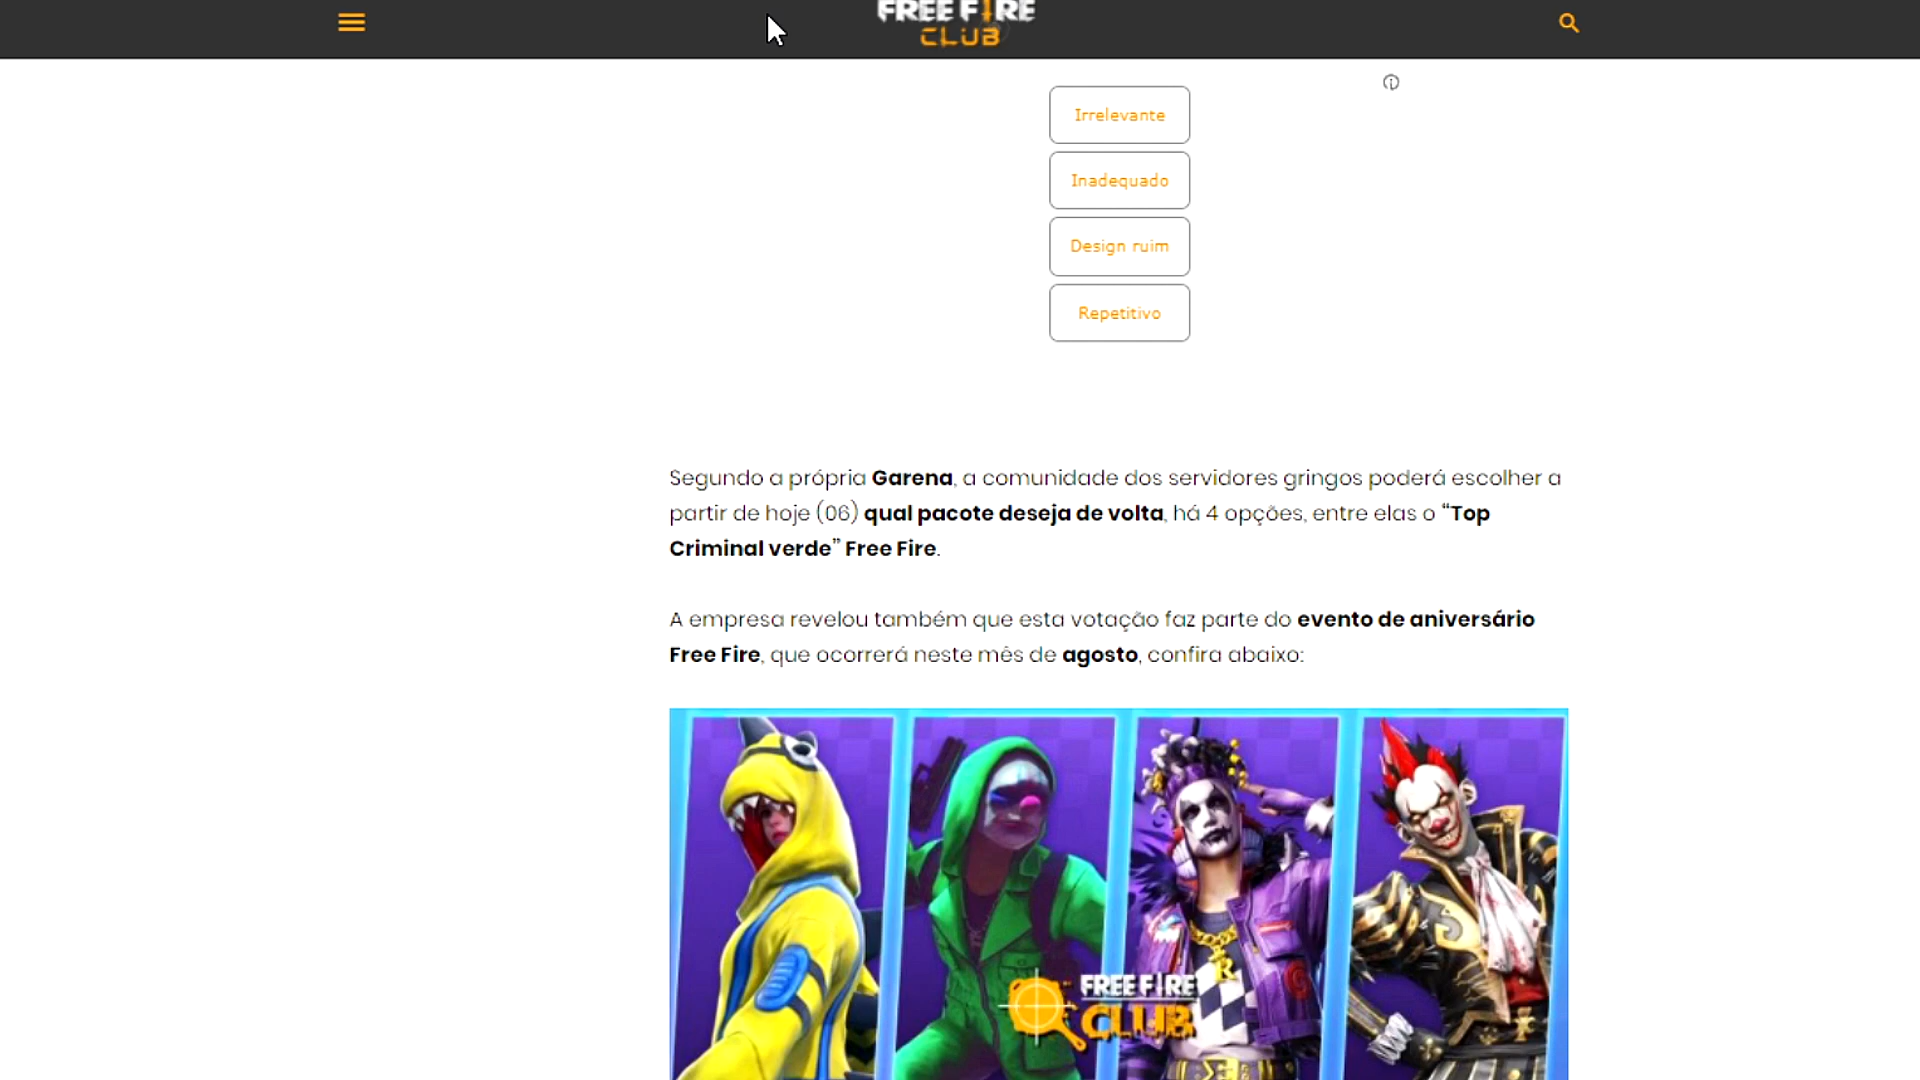 FREE FIRE
CLUB
Irrelevante
Inadequado
Design ruim
Repetitivo
Segundo a própria Garena, a comunidade dos servidores gringos poderá escolher a
partir de hoje (06) qual pacote deseja de volta, há 4 opções, entre elas o “Top
Criminal verde” Free Fire.
A empresa revelou também que esta votação faz parte do evento de aniversário
Free Fire, que ocorrerá neste mês de agosto, confira abaixo:
FREE FIRE
CLUB